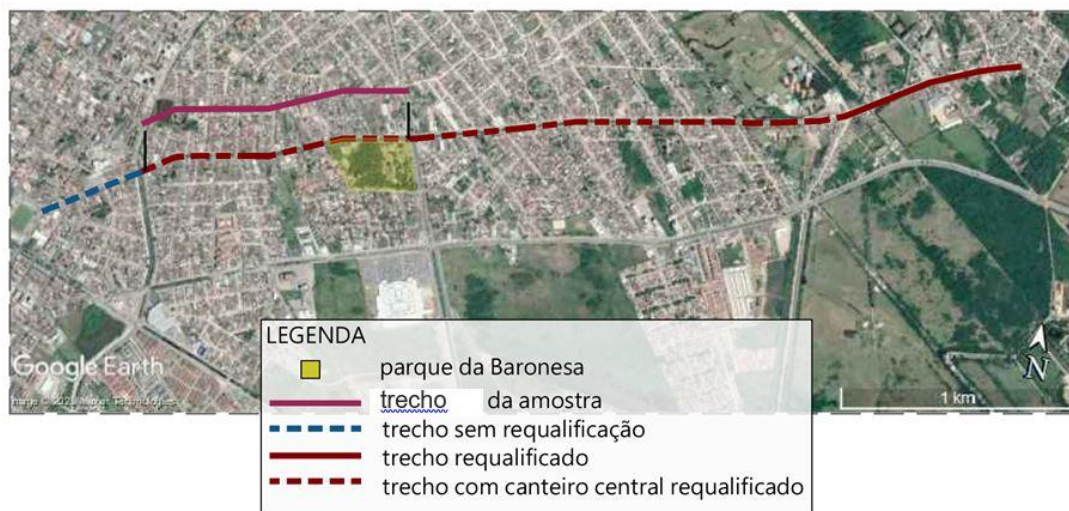 Google Earth
N
1 km
LEGENDA
parque da Baronesa
trecho da amostra
trecho sem requalificação
trecho requalificado
trecho com canteiro central requalificado